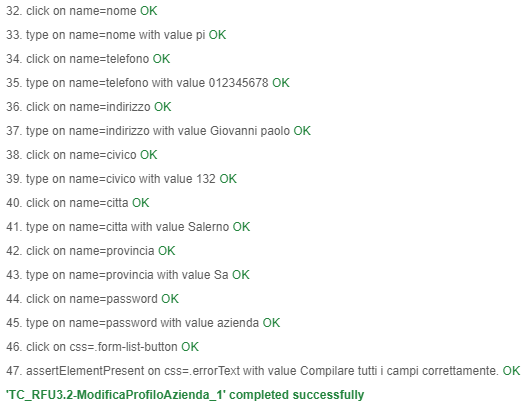 32. click on name=nome OK
33. type on name=nome with value pi OK
34. click on name=telefono OK
35. type on name=telefono with value 012345678 OK
36. click on name=indirizzo OK
37. type on name=indirizzo with value Giovanni paolo OK
38. click on name=civico OK
39. type on name=civico with value 132 OK
40. click on name=citta OK
41. type on name=citta with value Salerno OK
42. click on name=provincia OK
43. type on name=provincia with value Sa OK
44. click on name=password OK
45. type on name=password with value azienda OK
46. click on css=.form-list-button OK
47. assertElementPresent on css=.errorText with value Compilare tutti i campi correttamente. OK
'TC_RFU3.2-ModificaProfiloAzienda_1' completed successfully